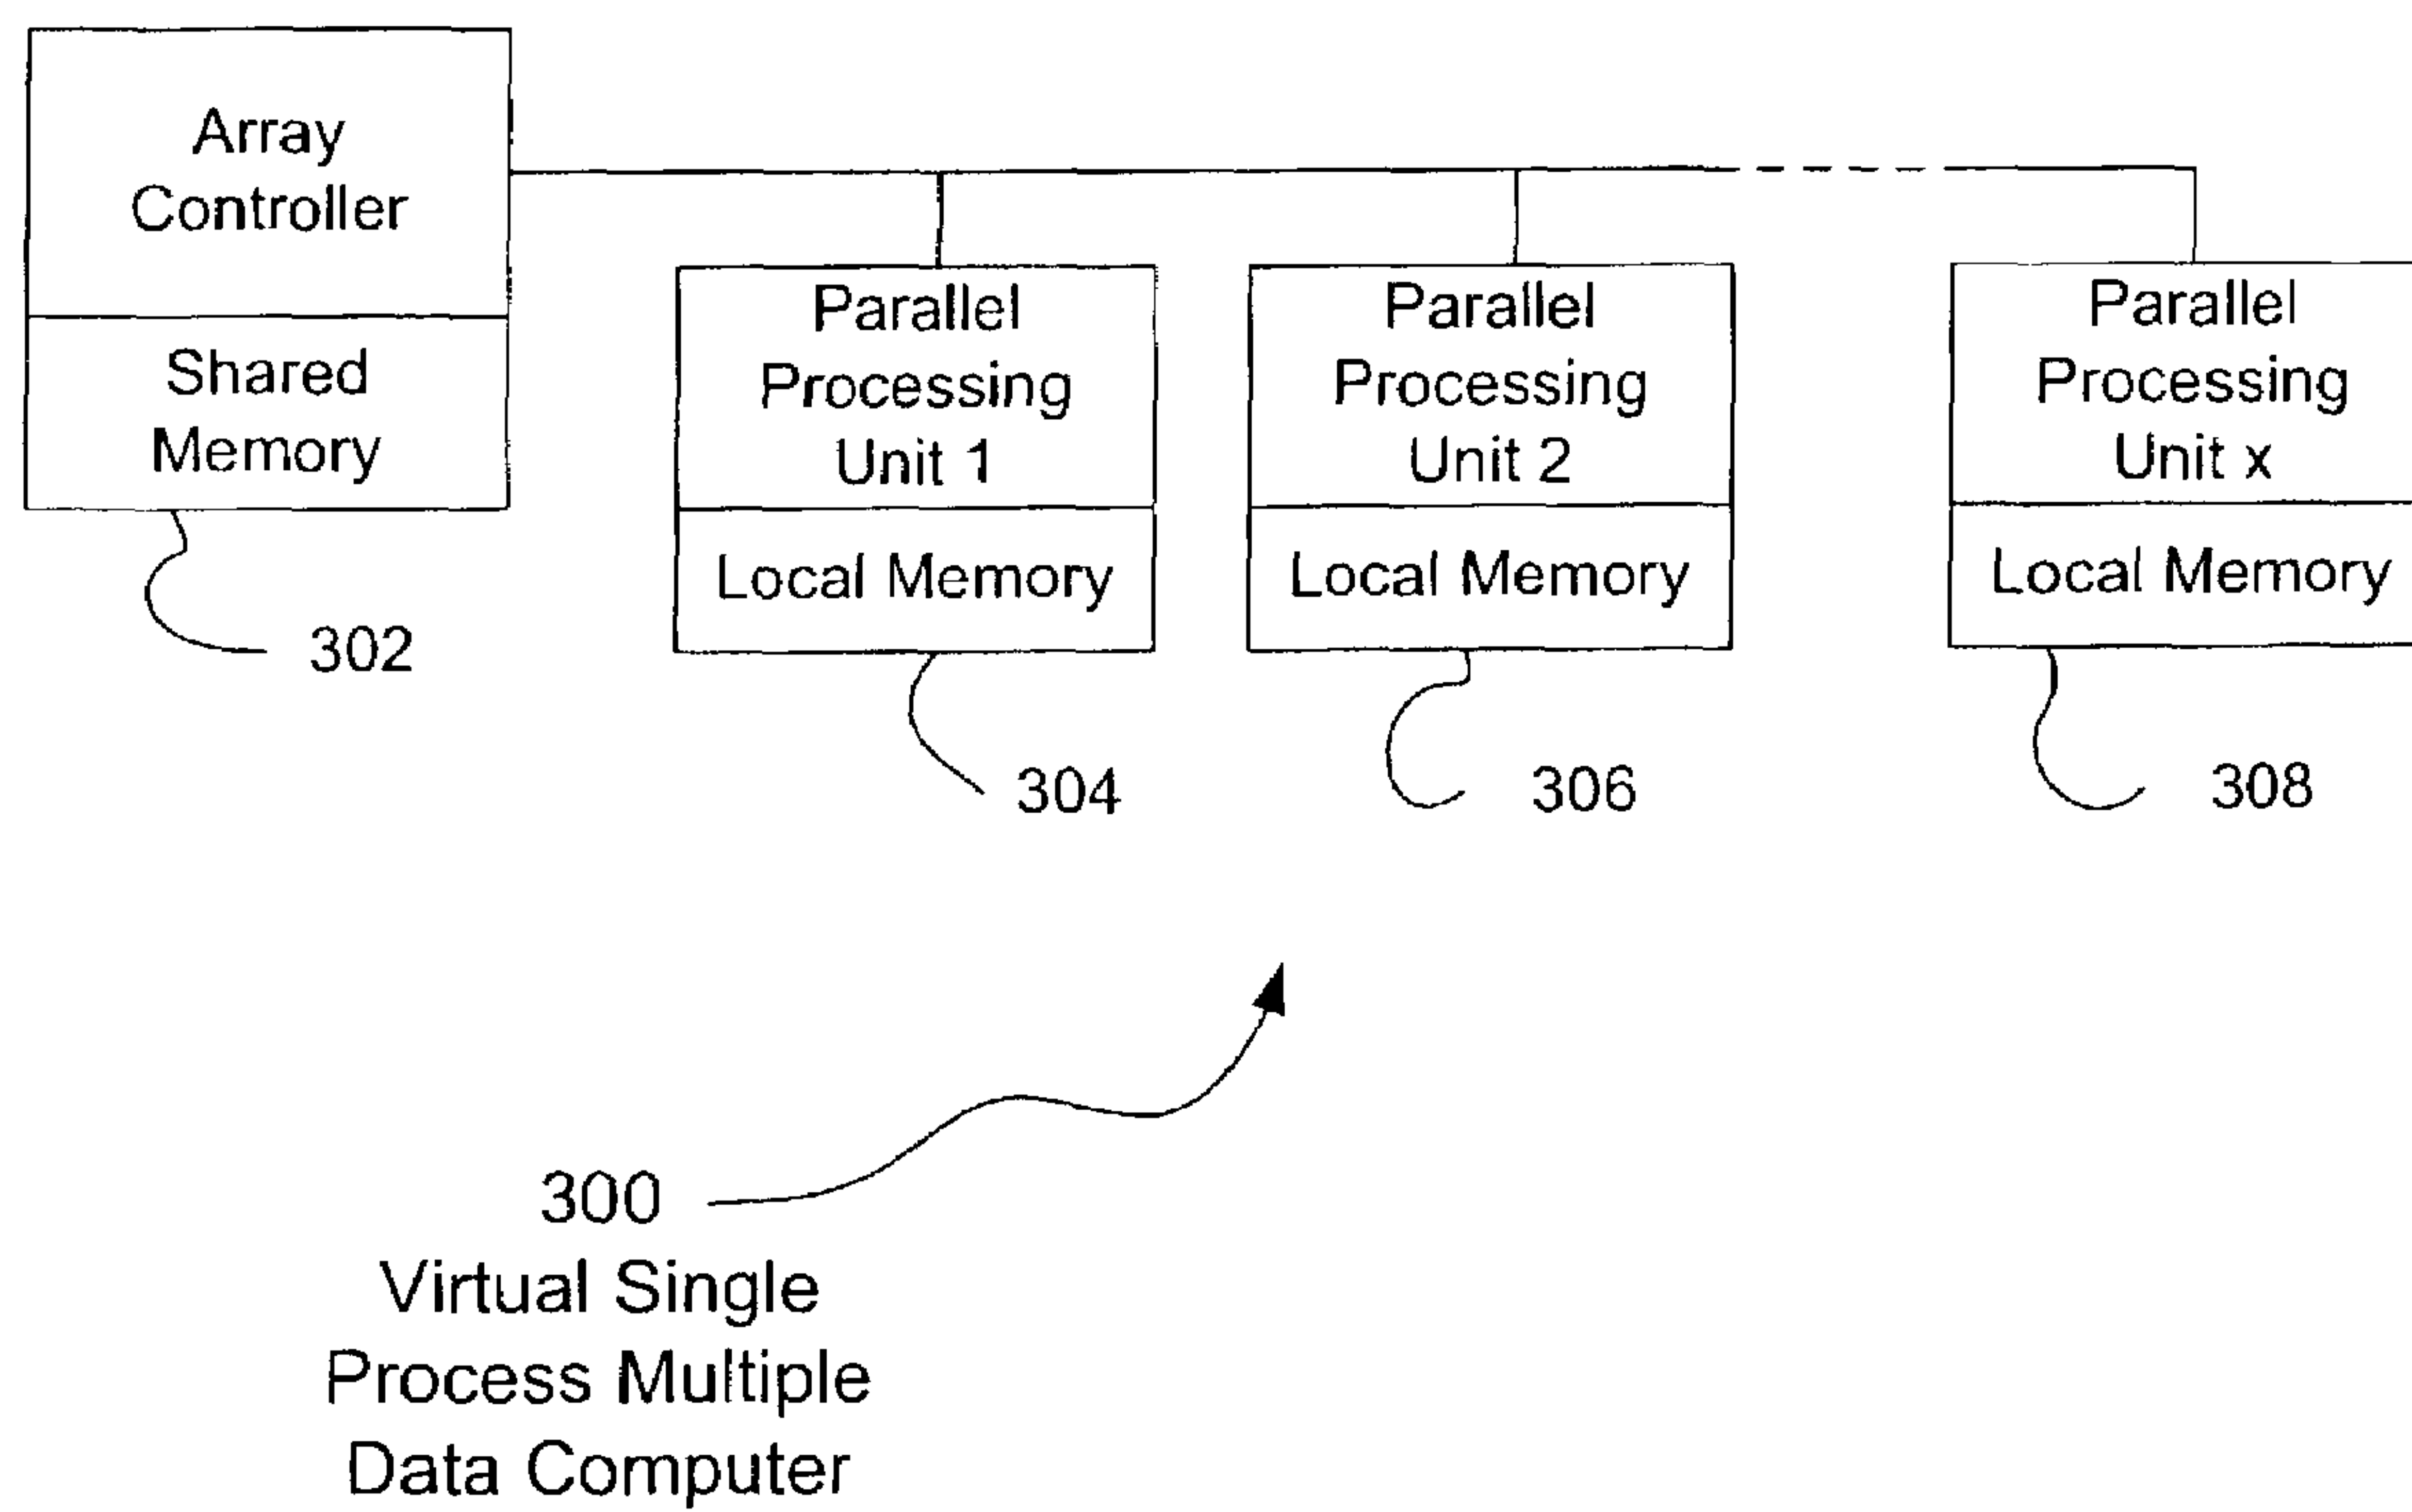 Array
Controller
Shared
Memory
302
Parallel
Processing
Unit 1
Local Memory
304
Parallel
Processing
Unit 2
Local Memory
306
Parallel
Processing
Unit x
Local Memory
308
300
Virtual Single
Process Multiple
Data Computer